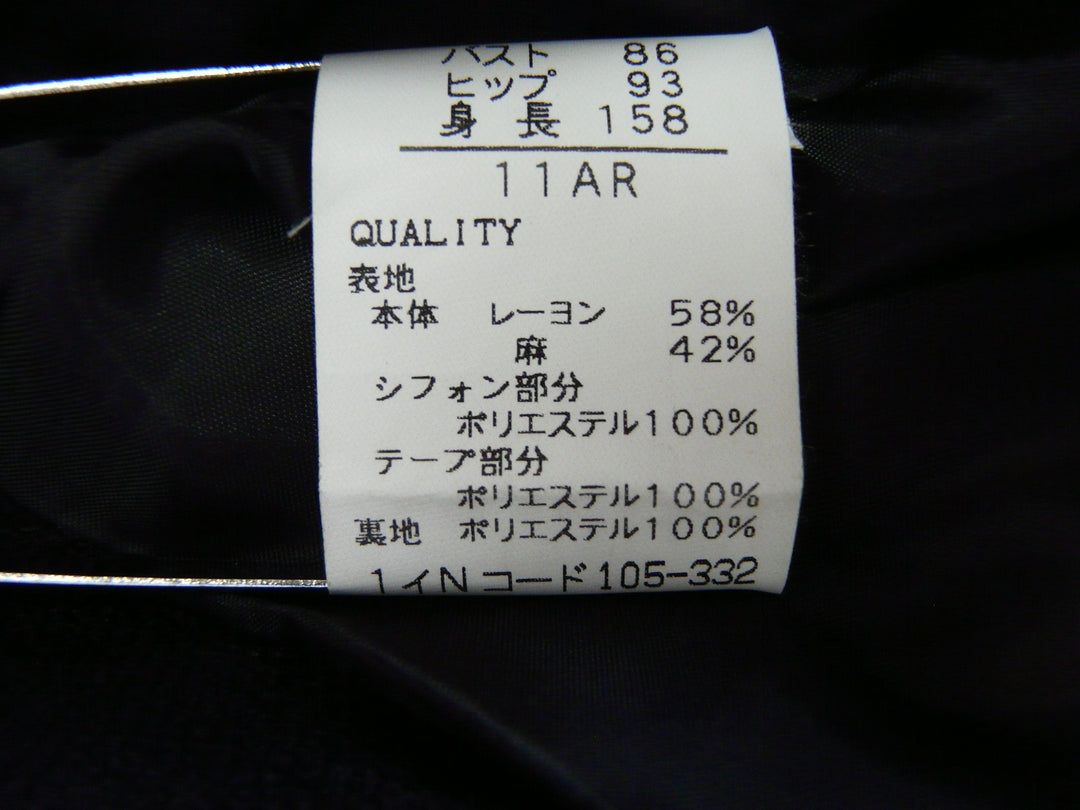 バスト 86
ヒップ 93
身 長 158
11AR
QUALITY
表地
本体 レーヨン 58%
麻 42%
シフォン部分
ポリエステル100%
テープ部分
ポリエステル100%
裏地 ポリエステル100%
1イNコード105-332